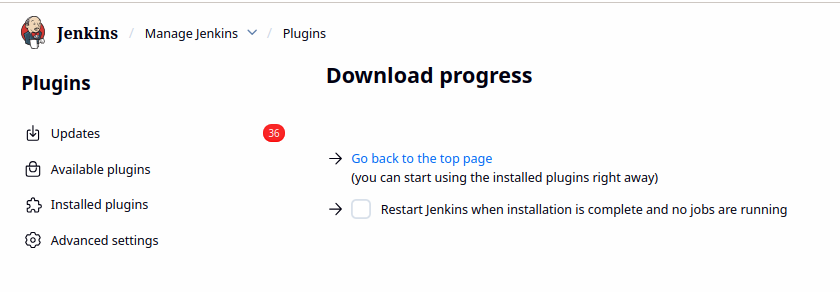 Jenkins / Manage Jenkins / Plugins
Plugins
Updates 36
Available plugins
Installed plugins
Advanced settings
Download progress
Go back to the top page
(you can start using the installed plugins right away)
Restart Jenkins when installation is complete and no jobs are running